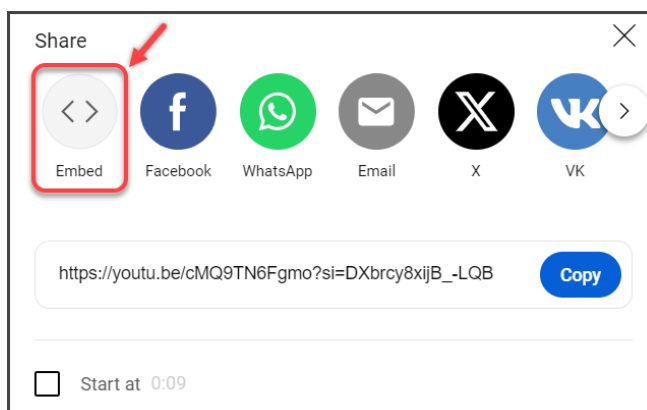 Share
Embed Facebook WhatsApp Email X VK
https://youtu.be/cMQ9TN6Fgmo?si=DXbrcy8xijB_-LQB Copy
Start at 0:09